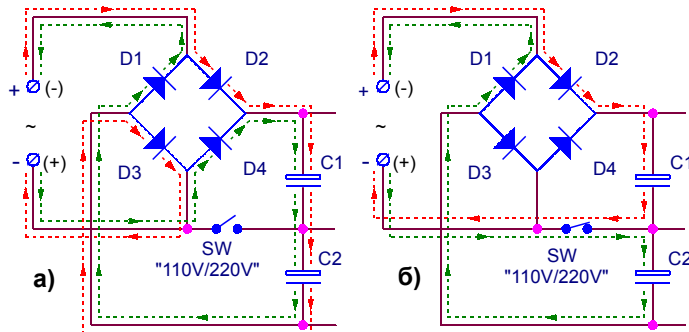 D1 D2
+ (-)
~
- (+)
D3 D4
C1
SW
"110V/220V"
C2
а)
D1 D2
+ (-)
~
- (+)
D3 D4
C1
SW
"110V/220V"
C2
б)